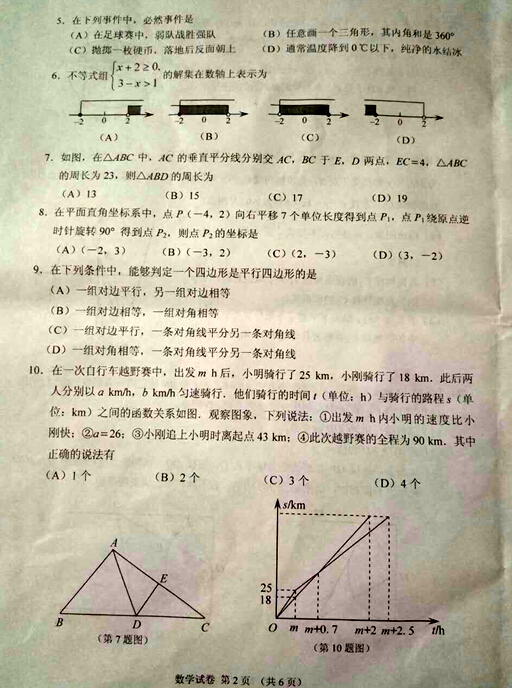 5. 在下列事件中，必然事件是
(A) 在足球赛中，弱队战胜强队 (B) 任意画一个三角形，其内角和是 360°
(C) 抛掷一枚硬币，落地后反面朝上 (D) 通常温度降到 0℃以下，纯净的水结冰
6. 不等式组{x+2≥0, 3-x>1 的解集在数轴上表示为
-2 0 2 -2 0 2 -2 0 2 -2 0 2
(A) (B) (C) (D)
7. 如图，在△ABC 中，AC 的垂直平分线分别交 AC，BC 于 E，D 两点，EC=4，△ABC
的周长为 23，则△ABD 的周长为
(A) 13 (B) 15 (C) 17 (D) 19
8. 在平面直角坐标系中，点 P（-4，2）向右平移 7 个单位长度得到点 P₁，点 P₁ 绕原点逆
时针旋转 90° 得到点 P₂，则点 P₂ 的坐标是
(A)（-2，3） (B)（-3，2） (C)（2，-3） (D)（3，-2）
9. 在下列条件中，能够判定一个四边形是平行四边形的是
(A) 一组对边平行，另一组对边相等
(B) 一组对边相等，一组对角相等
(C) 一组对边平行，一条对角线平分另一条对角线
(D) 一组对角相等，一条对角线平分另一条对角线
10. 在一次自行车越野赛中，出发 m h 后，小明骑行了 25 km，小刚骑行了 18 km．此后两
人分别以 a km/h，b km/h 匀速骑行．他们骑行的时间 t（单位：h）与骑行的路程 s（单
位：km）之间的函数关系如图．观察图象，下列说法：①出发 m h 内小明的速度比小
刚快；②a=26；③小刚追上小明时离起点 43 km；④此次越野赛的全程为 90 km．其中
正确的说法有
(A) 1 个 (B) 2 个 (C) 3 个 (D) 4 个
A
E
B D C
(第 7 题图)
s/km
25
18
O m m+0.7 m+2 m+2.5 t/h
(第 10 题图)
数学试卷 第 2 页 (共 6 页)